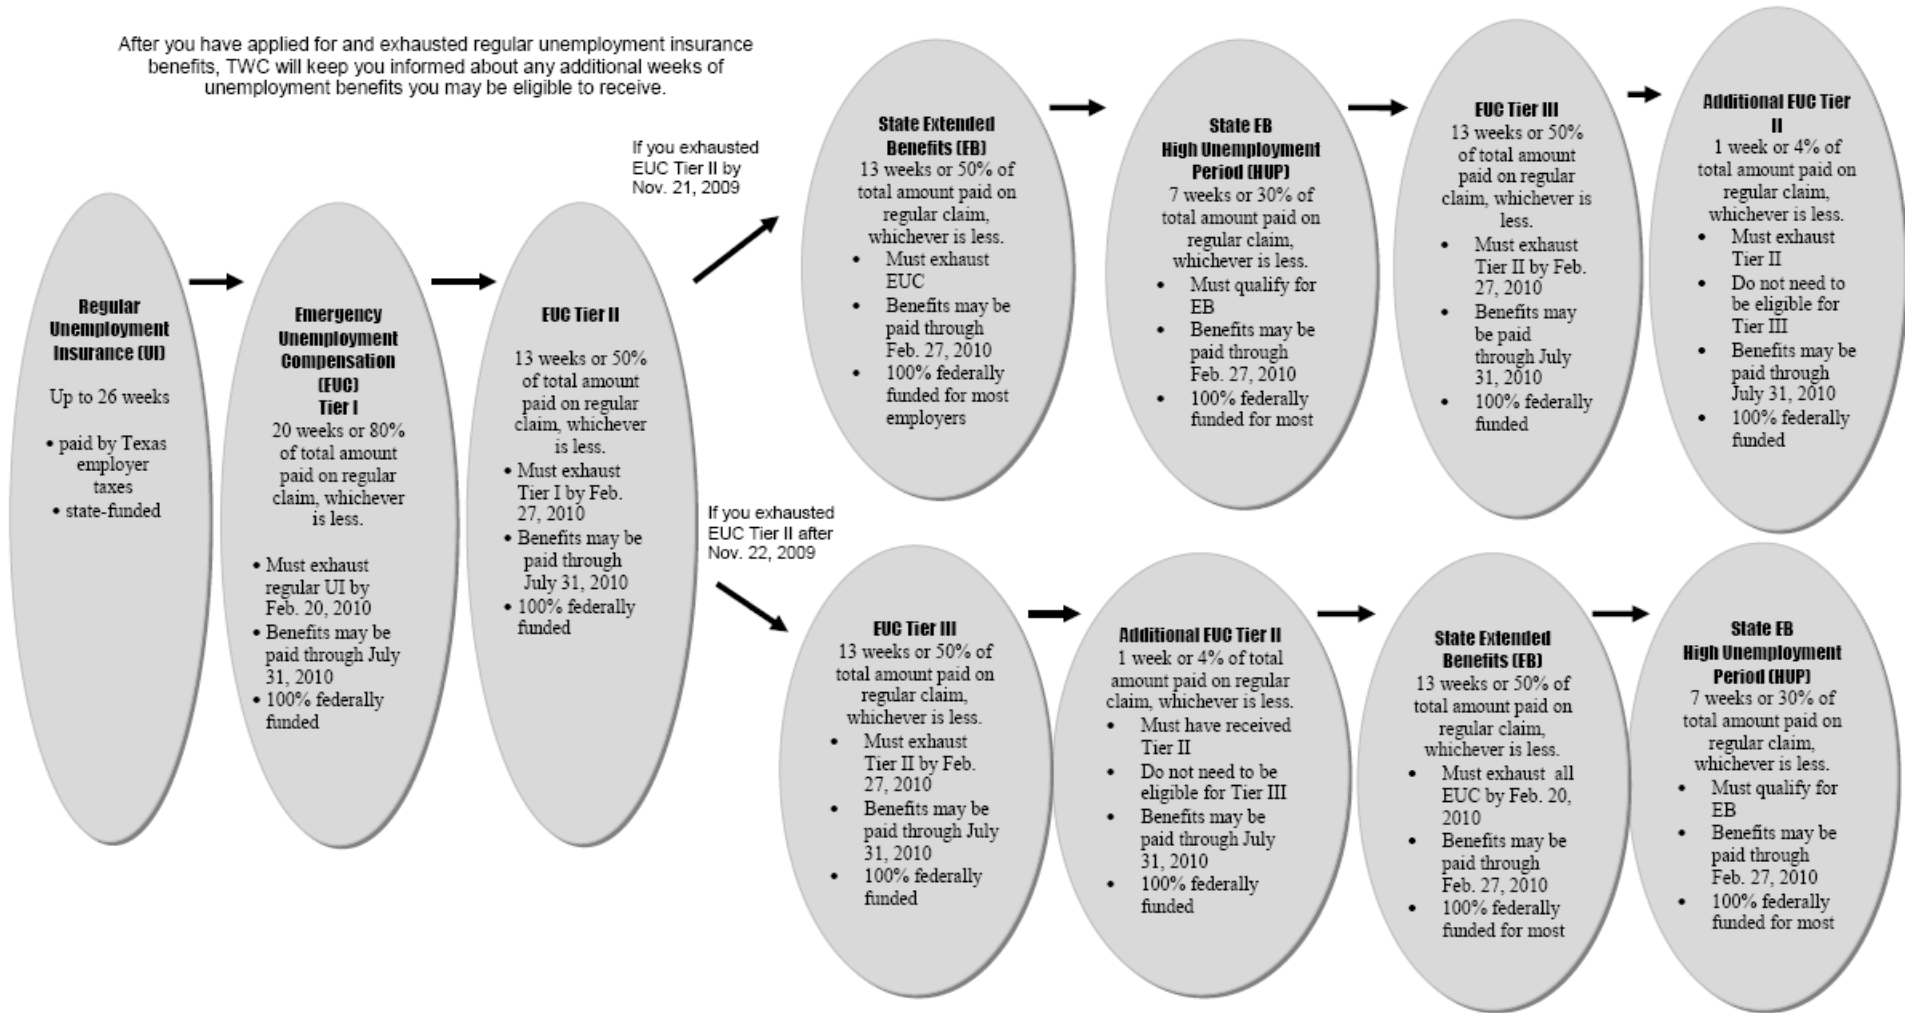 After you have applied for and exhausted regular unemployment insurance
benefits, TWC will keep you informed about any additional weeks of
unemployment benefits you may be eligible to receive.
Regular
Unemployment
Insurance (UI)
Up to 26 weeks
• paid by Texas
employer
taxes
• state-funded
Emergency
Unemployment
Compensation
(EUC)
Tier I
20 weeks or 80%
of total amount
paid on regular
claim, whichever
is less.
• Must exhaust
regular UI by
Feb. 20, 2010
• Benefits may be
paid through July
31, 2010
• 100% federally
funded
EUC Tier II
13 weeks or 50%
of total amount
paid on regular
claim, whichever
is less.
• Must exhaust
Tier I by Feb.
27, 2010
• Benefits may be
paid through
July 31, 2010
• 100% federally
funded
If you exhausted
EUC Tier II by
Nov. 21, 2009
State Extended
Benefits (EB)
13 weeks or 50% of
total amount paid on
regular claim,
whichever is less.
• Must exhaust
EUC
• Benefits may be
paid through
Feb. 27, 2010
• 100% federally
funded for most
employers
State EB
High Unemployment
Period (HUP)
7 weeks or 30% of
total amount paid on
regular claim,
whichever is less.
• Must qualify for
EB
• Benefits may be
paid through
Feb. 27, 2010
• 100% federally
funded for most
EUC Tier III
13 weeks or 50%
of total amount
paid on regular
claim, whichever is
less.
• Must exhaust
Tier II by Feb.
27, 2010
• Benefits may
be paid
through July
31, 2010
• 100% federally
funded
Additional EUC Tier
II
1 week or 4% of
total amount paid on
regular claim,
whichever is less.
• Must exhaust
Tier II
• Do not need to
be eligible for
Tier III
• Benefits may be
paid through
July 31, 2010
• 100% federally
funded
If you exhausted
EUC Tier II after
Nov. 22, 2009
EUC Tier III
13 weeks or 50% of
total amount paid on
regular claim,
whichever is less.
• Must exhaust
Tier II by Feb.
27, 2010
• Benefits may be
paid through July
31, 2010
• 100% federally
funded
Additional EUC Tier II
1 week or 4% of total
amount paid on regular
claim, whichever is less.
• Must have received
Tier II
• Do not need to be
eligible for Tier III
• Benefits may be
paid through July
31, 2010
• 100% federally
funded
State Extended
Benefits (EB)
13 weeks or 50% of
total amount paid on
regular claim,
whichever is less.
• Must exhaust all
EUC by Feb. 20,
2010
• Benefits may be
paid through
Feb. 27, 2010
• 100% federally
funded for most
State EB
High Unemployment
Period (HUP)
7 weeks or 30% of
total amount paid on
regular claim,
whichever is less.
• Must qualify for
EB
• Benefits may be
paid through
Feb. 27, 2010
• 100% federally
funded for most